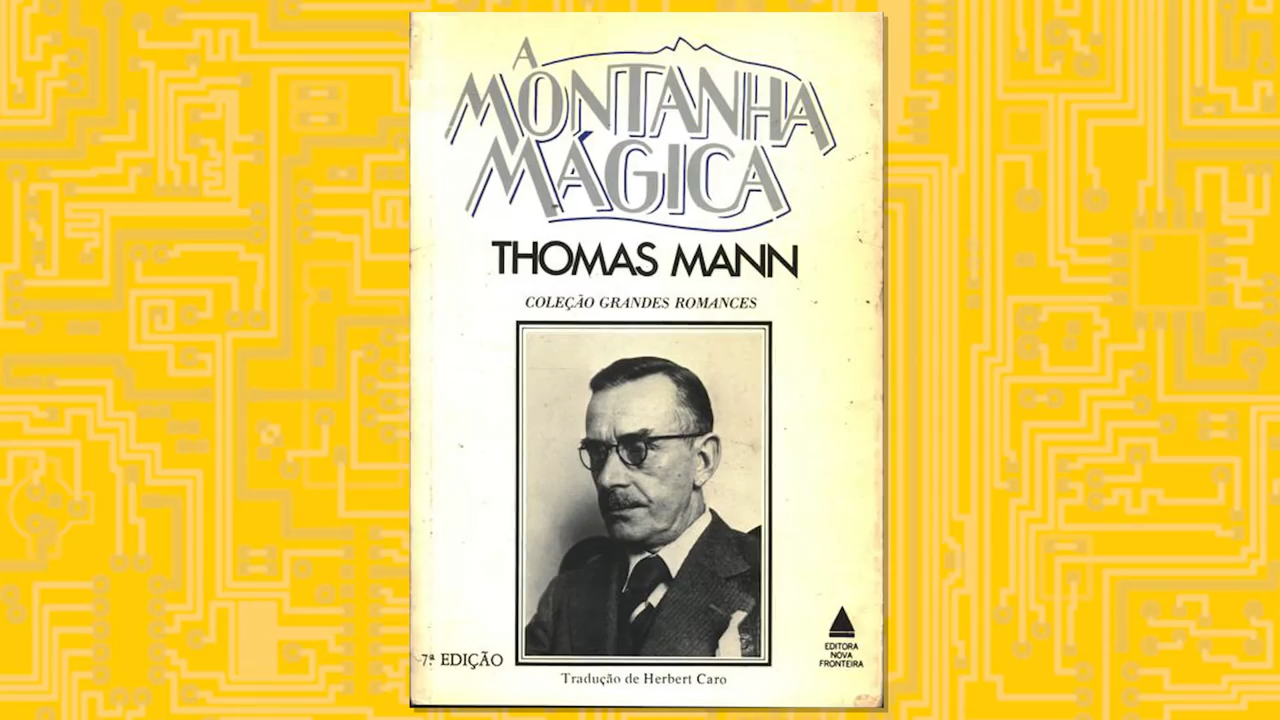 A
MONTANHA
MÁGICA
THOMAS MANN
COLEÇÃO GRANDES ROMANCES
7ª EDIÇÃO
Tradução de Herbert Caro
EDITORA
NOVA
FRONTEIRA